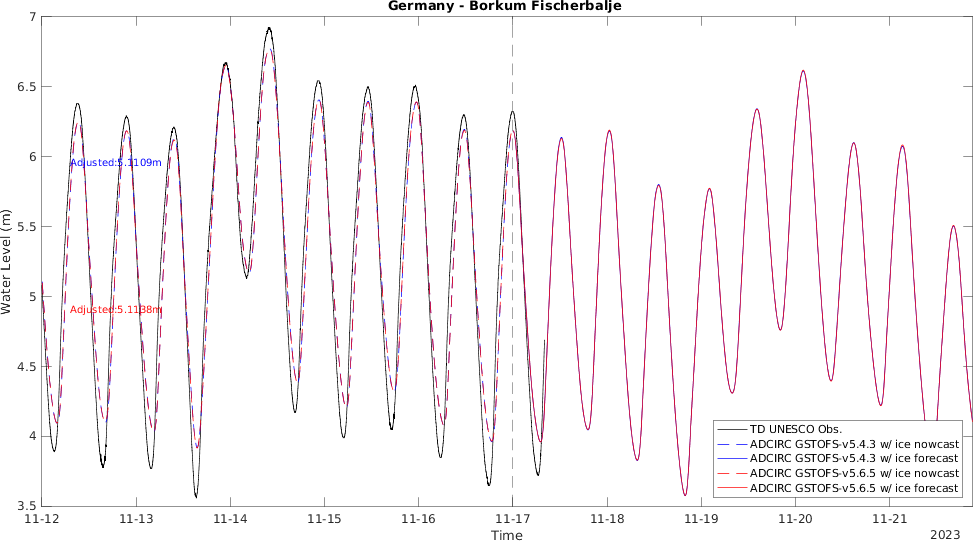 Germany - Borkum Fischerbalje
7
6.5
6
5.5
5
4.5
4
3.5
Water Level (m)
Adjusted:5.1109m
Adjusted:5.1138m
TD UNESCO Obs.
ADCIRC GSTOFS-v5.4.3 w/ ice nowcast
ADCIRC GSTOFS-v5.4.3 w/ ice forecast
ADCIRC GSTOFS-v5.6.5 w/ ice nowcast
ADCIRC GSTOFS-v5.6.5 w/ ice forecast
11-12 11-13 11-14 11-15 11-16 11-17 11-18 11-19 11-20 11-21
Time
2023